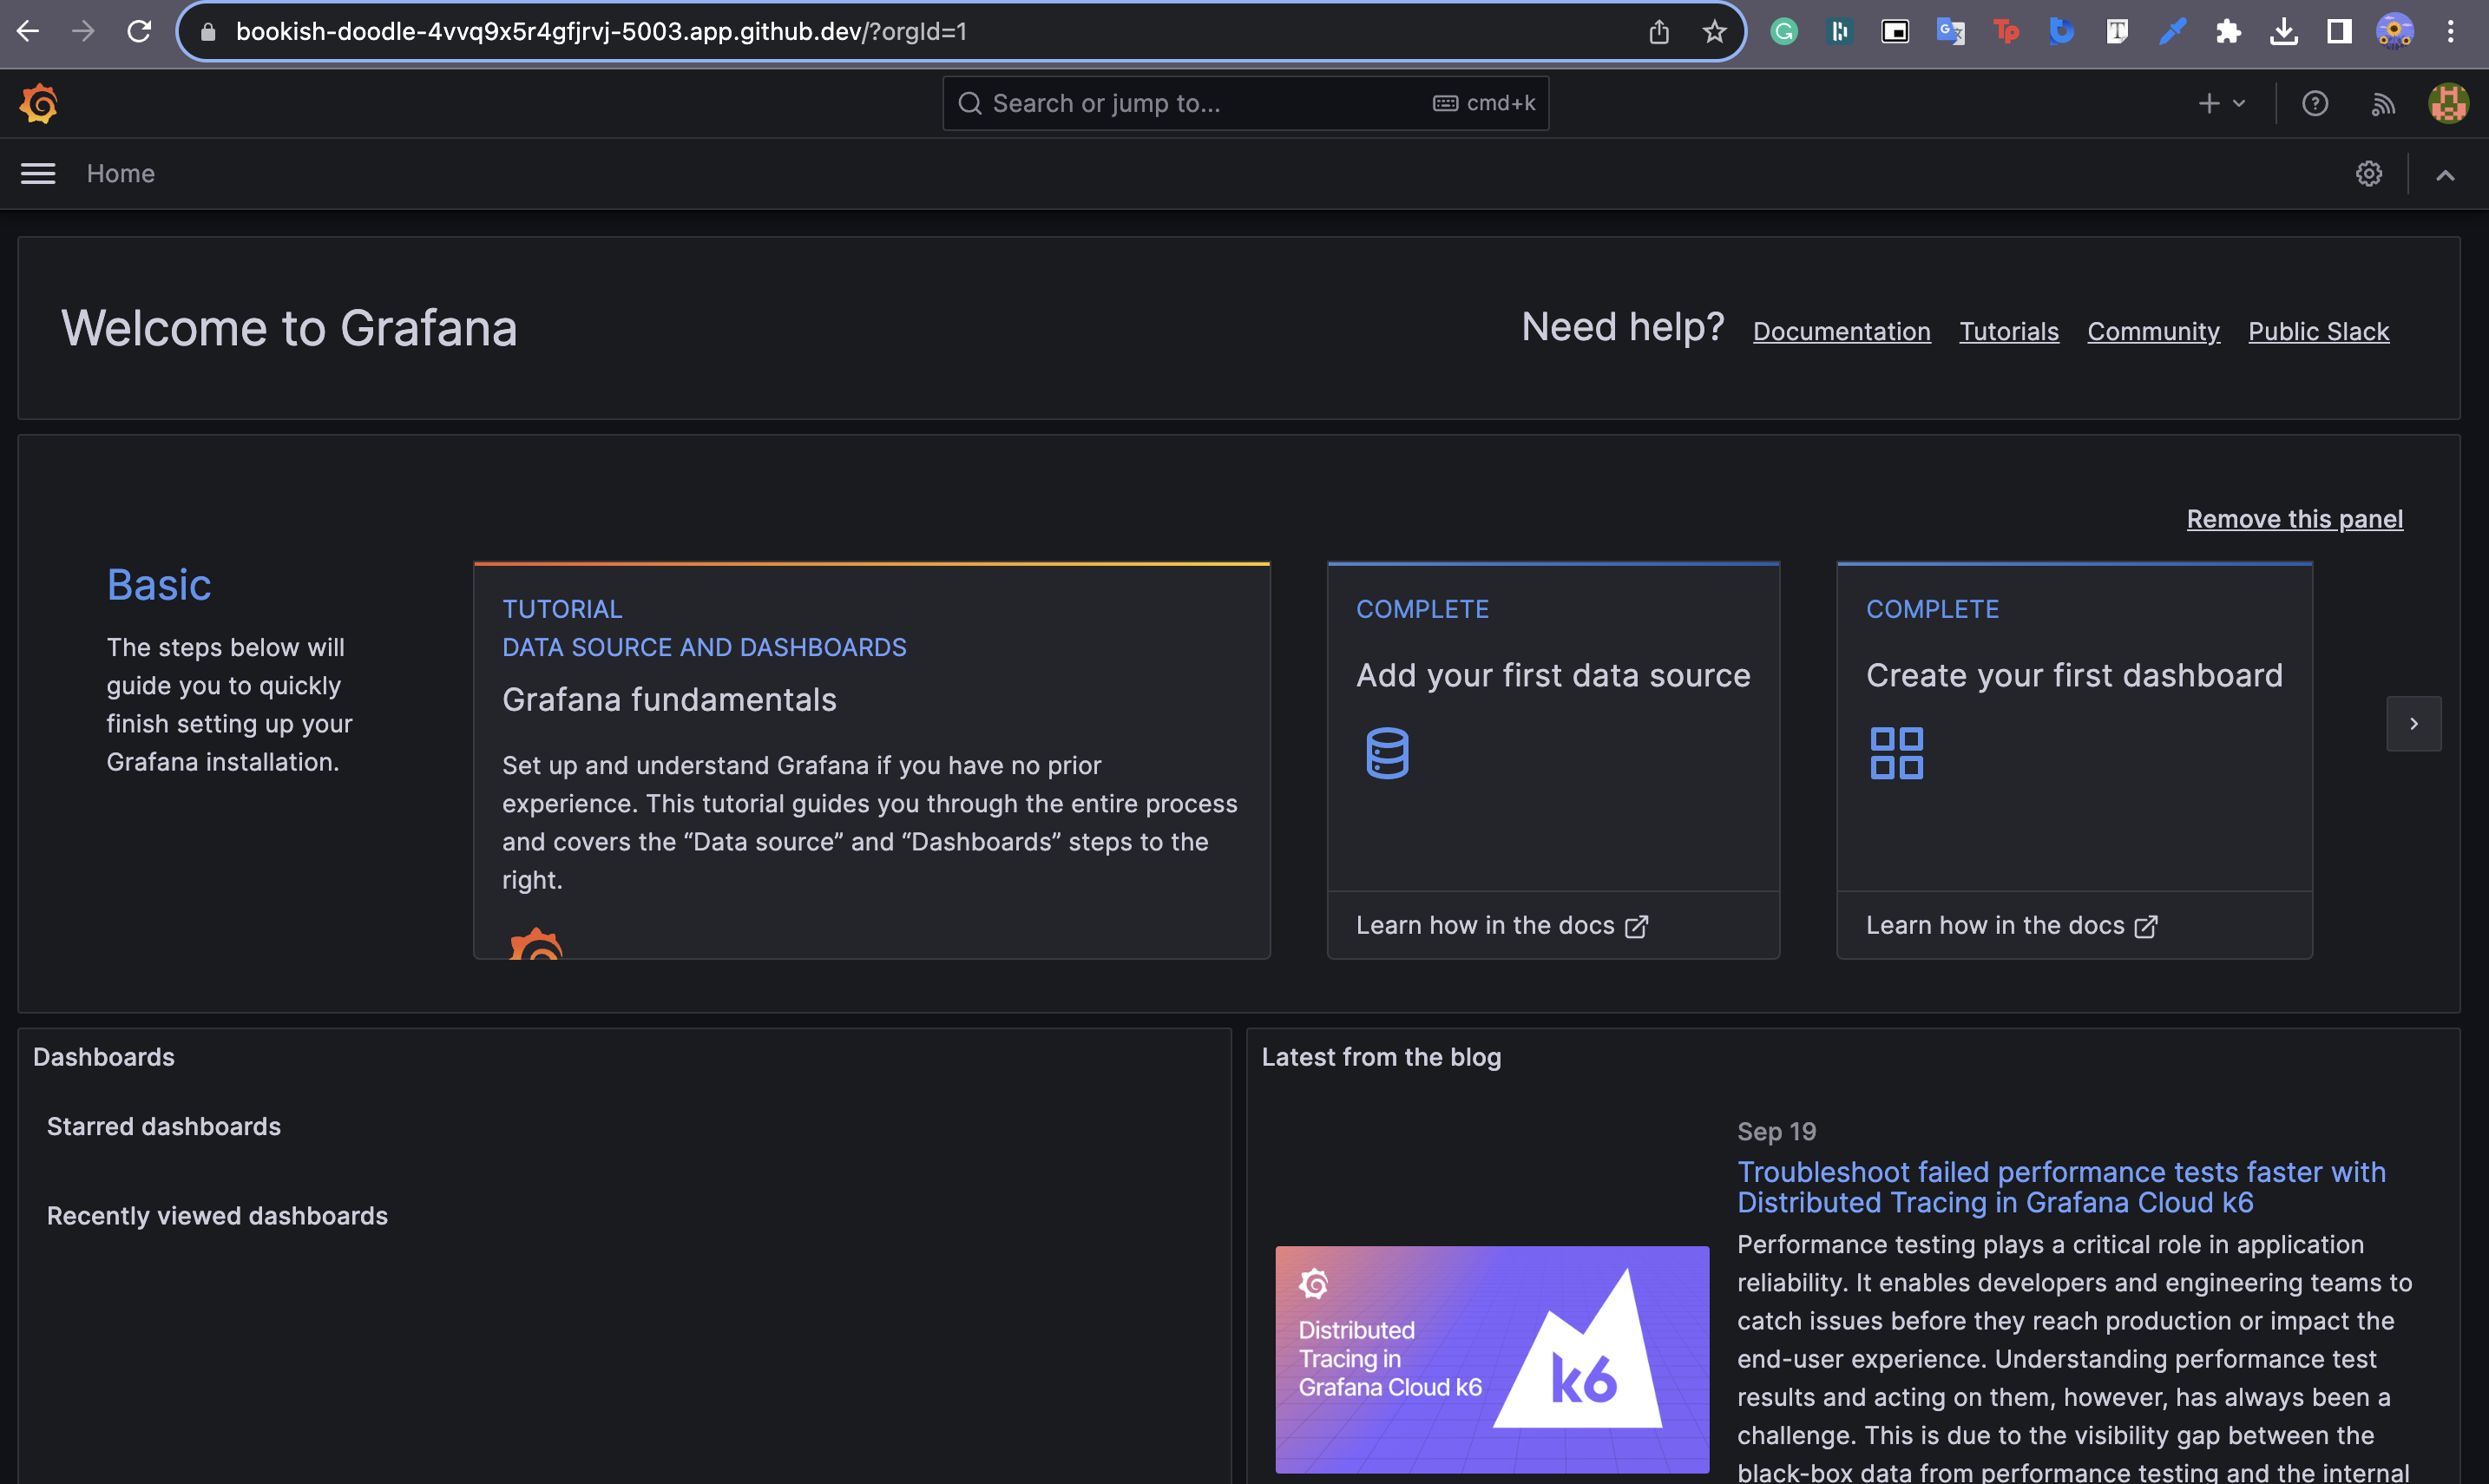 bookish-doodle-4vvq9x5r4gfjrvj-5003.app.github.dev/?orgId=1
Search or jump to...
cmd+k
Home
Welcome to Grafana
Need help?
Documentation
Tutorials
Community
Public Slack
Remove this panel
Basic
The steps below will
guide you to quickly
finish setting up your
Grafana installation.
TUTORIAL
DATA SOURCE AND DASHBOARDS
Grafana fundamentals
Set up and understand Grafana if you have no prior
experience. This tutorial guides you through the entire process
and covers the “Data source” and “Dashboards” steps to the
right.
COMPLETE
Add your first data source
Learn how in the docs
COMPLETE
Create your first dashboard
Learn how in the docs
Dashboards
Starred dashboards
Recently viewed dashboards
Latest from the blog
Distributed
Tracing in
Grafana Cloud k6
k6
Sep 19
Troubleshoot failed performance tests faster with
Distributed Tracing in Grafana Cloud k6
Performance testing plays a critical role in application
reliability. It enables developers and engineering teams to
catch issues before they reach production or impact the
end-user experience. Understanding performance test
results and acting on them, however, has always been a
challenge. This is due to the visibility gap between the
black-box data from performance testing and the internal